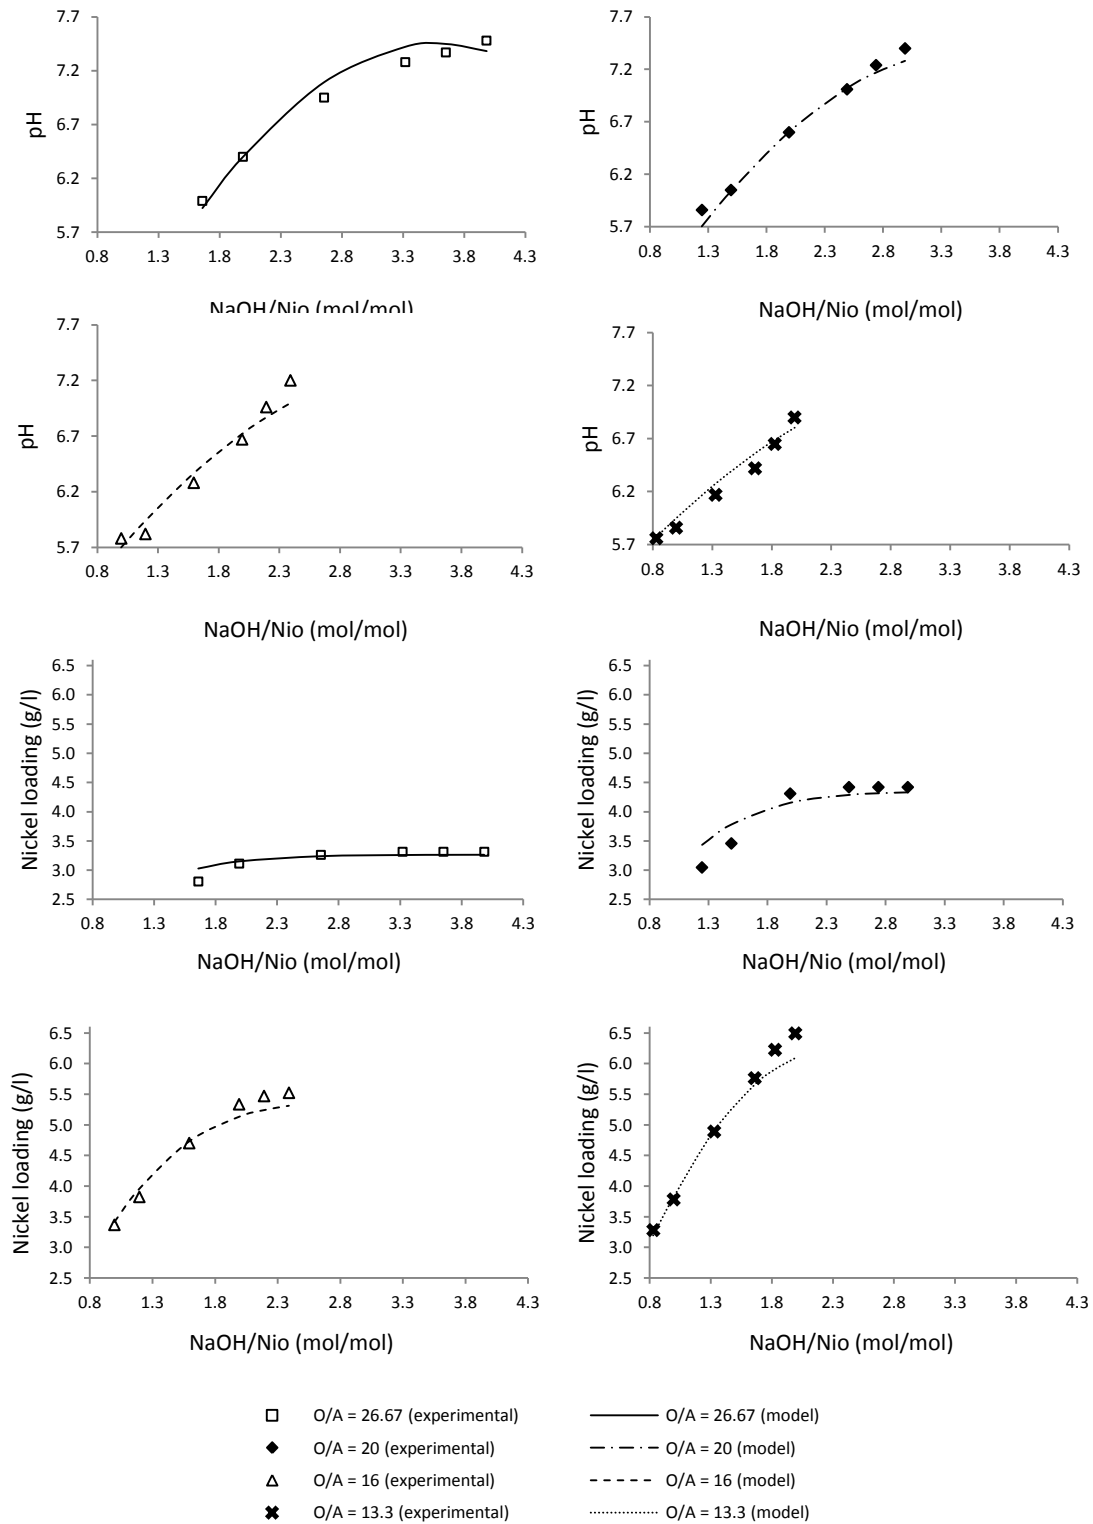 7.7
7.2
6.7
6.2
5.7
pH
0.8 1.3 1.8 2.3 2.8 3.3 3.8 4.3
NaOH/Nio (mol/mol)
7.7
7.2
6.7
6.2
5.7
pH
0.8 1.3 1.8 2.3 2.8 3.3 3.8 4.3
NaOH/Nio (mol/mol)
7.7
7.2
6.7
6.2
5.7
pH
0.8 1.3 1.8 2.3 2.8 3.3 3.8 4.3
NaOH/Nio (mol/mol)
7.7
7.2
6.7
6.2
5.7
pH
0.8 1.3 1.8 2.3 2.8 3.3 3.8 4.3
NaOH/Nio (mol/mol)
6.5
6.0
5.5
5.0
4.5
4.0
3.5
3.0
2.5
Nickel loading (g/l)
0.8 1.3 1.8 2.3 2.8 3.3 3.8 4.3
NaOH/Nio (mol/mol)
6.5
6.0
5.5
5.0
4.5
4.0
3.5
3.0
2.5
Nickel loading (g/l)
0.8 1.3 1.8 2.3 2.8 3.3 3.8 4.3
NaOH/Nio (mol/mol)
6.5
6.0
5.5
5.0
4.5
4.0
3.5
3.0
2.5
Nickel loading (g/l)
0.8 1.3 1.8 2.3 2.8 3.3 3.8 4.3
NaOH/Nio (mol/mol)
6.5
6.0
5.5
5.0
4.5
4.0
3.5
3.0
2.5
Nickel loading (g/l)
0.8 1.3 1.8 2.3 2.8 3.3 3.8 4.3
NaOH/Nio (mol/mol)
O/A = 26.67 (experimental) O/A = 26.67 (model)
O/A = 20 (experimental) O/A = 20 (model)
O/A = 16 (experimental) O/A = 16 (model)
O/A = 13.3 (experimental) O/A = 13.3 (model)